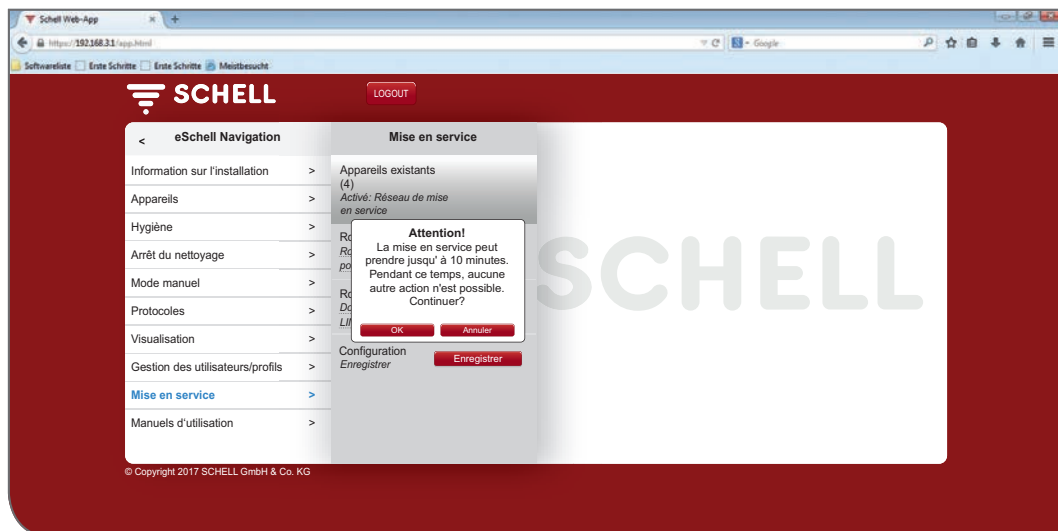 Schell Web-App × +
https://192.168.3.1/app.html
Google
Softwareliste Erste Schritte Erste Schritte Meistbesucht
SCHELL
LOGOUT
< eSchell Navigation
Information sur l'installation >
Appareils >
Hygiène >
Arrêt du nettoyage >
Mode manuel >
Protocoles >
Visualisation >
Gestion des utilisateurs/profils >
Mise en service >
Manuels d'utilisation >
Mise en service
Appareils existants
(4)
Activé: Réseau de mise
en service
Attention!
La mise en service peut
prendre jusqu' à 10 minutes.
Pendant ce temps, aucune
autre action n'est possible.
Continuer?
OK Annuler
Configuration
Enregistrer
Enregistrer
SCHELL
© Copyright 2017 SCHELL GmbH & Co. KG